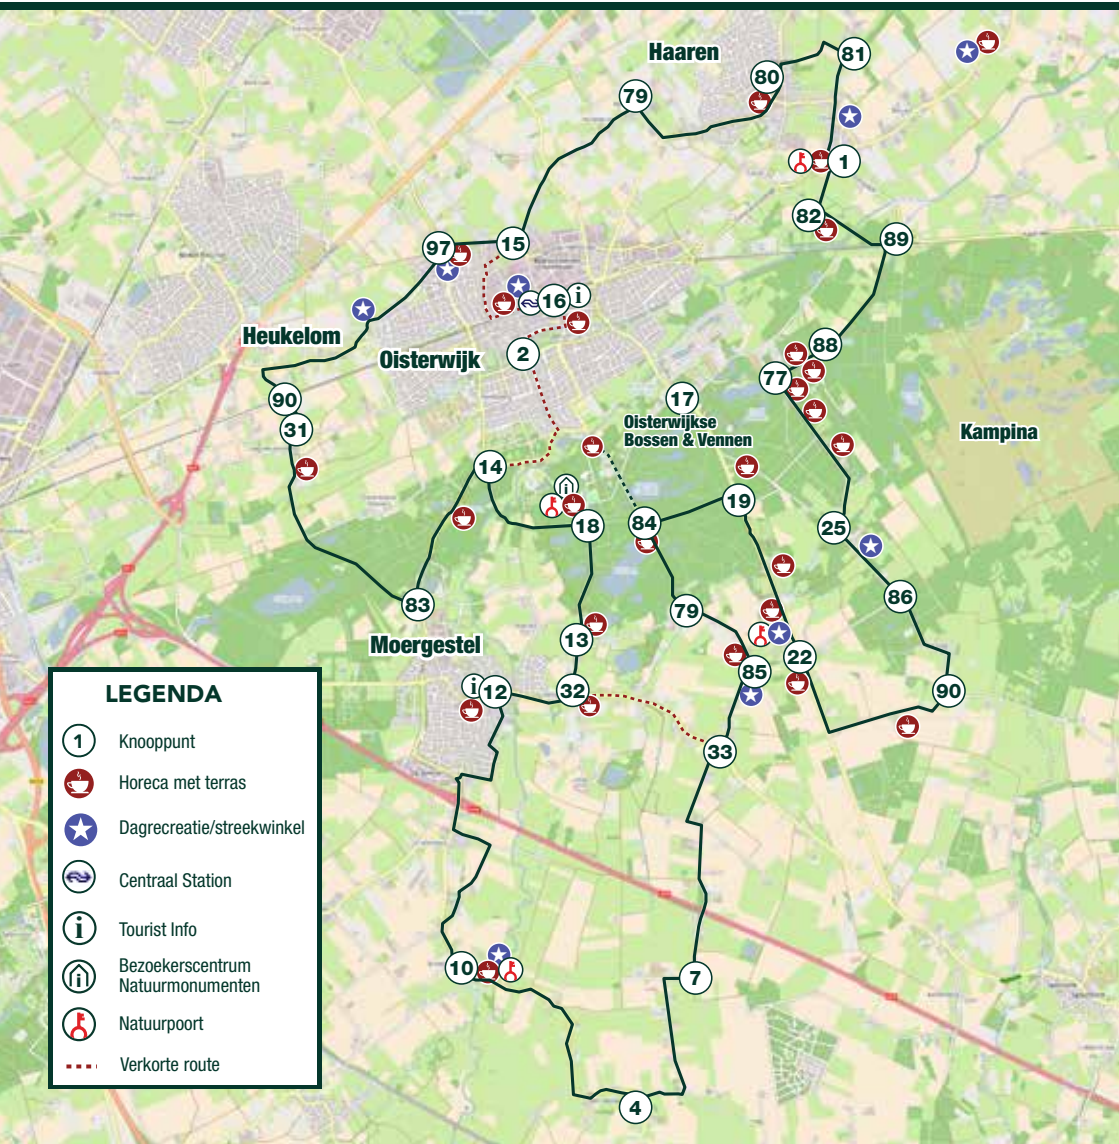 Haaren
81
80
79
1
82
89
97
15
16
i
Heukelom
Oisterwijk
2
88
77
17
Oisterwijkse
Bossen & Vennen
Kampina
90
31
14
19
18
84
25
86
83
79
13
Moergestel
22
85
i
12
32
90
33
10
7
4
LEGENDA
1 Knooppunt
Horeca met terras
Dagrecreatie/streekwinkel
Centraal Station
i Tourist Info
Bezoekerscentrum
Natuurmonumenten
Natuurpoort
Verkorte route